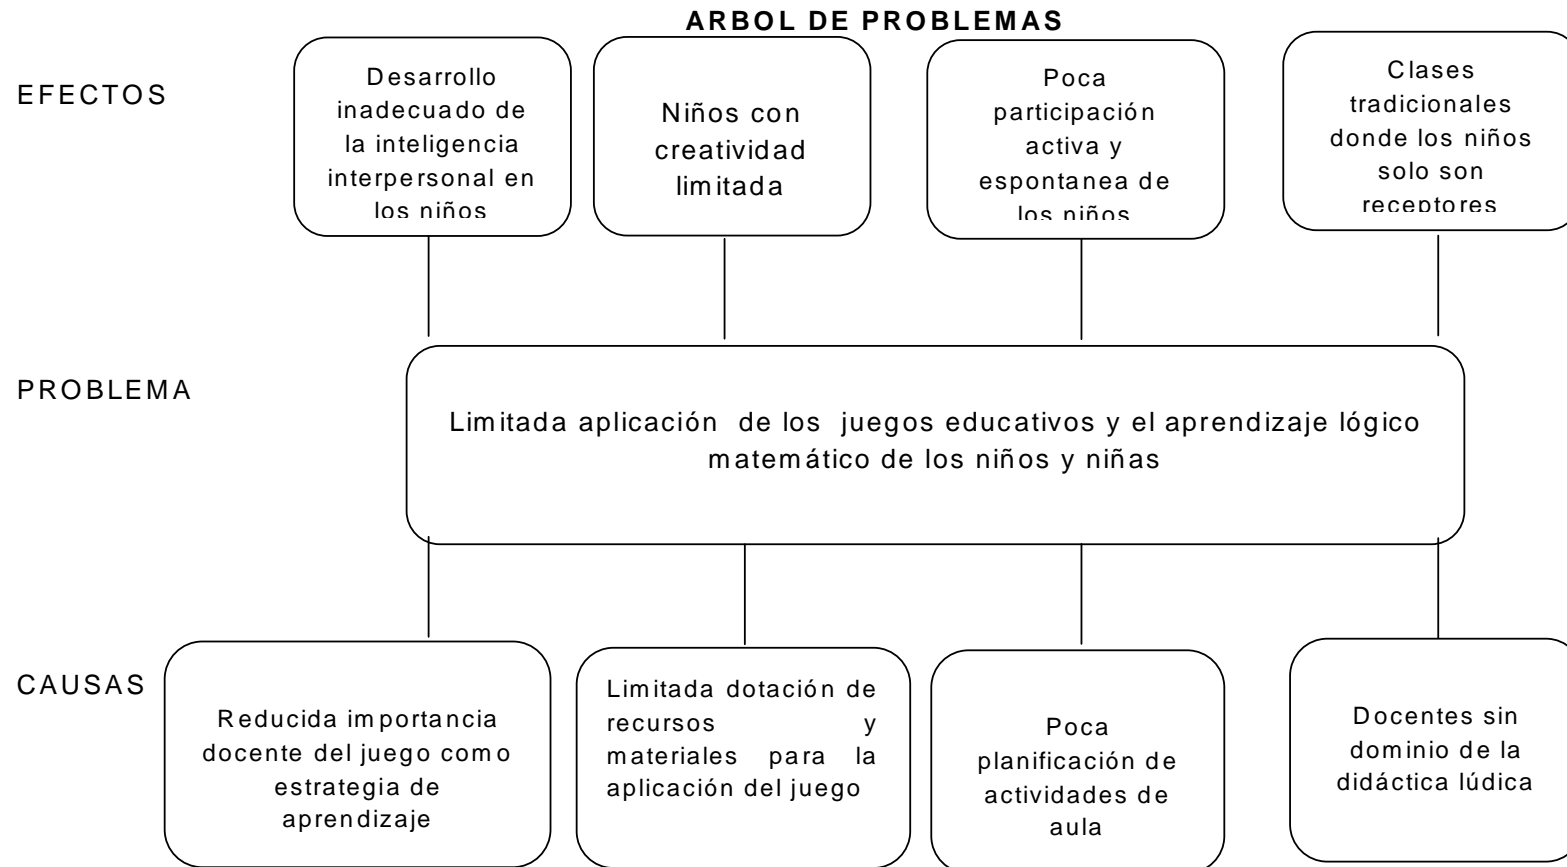 ARBOL DE PROBLEMAS
EFECTOS
Desarrollo
inadecuado de
la inteligencia
interpersonal en
los niños
Niños con
creatividad
limitada
Poca
participación
activa y
espontanea de
los niños
Clases
tradicionales
donde los niños
solo son
receptores
PROBLEMA
Limitada aplicación de los juegos educativos y el aprendizaje lógico
matemático de los niños y niñas
CAUSAS
Reducida importancia
docente del juego como
estrategia de
aprendizaje
Limitada dotación de
recursos y
materiales para la
aplicación del juego
Poca
planificación de
actividades de
aula
Docentes sin
dominio de la
didáctica lúdica